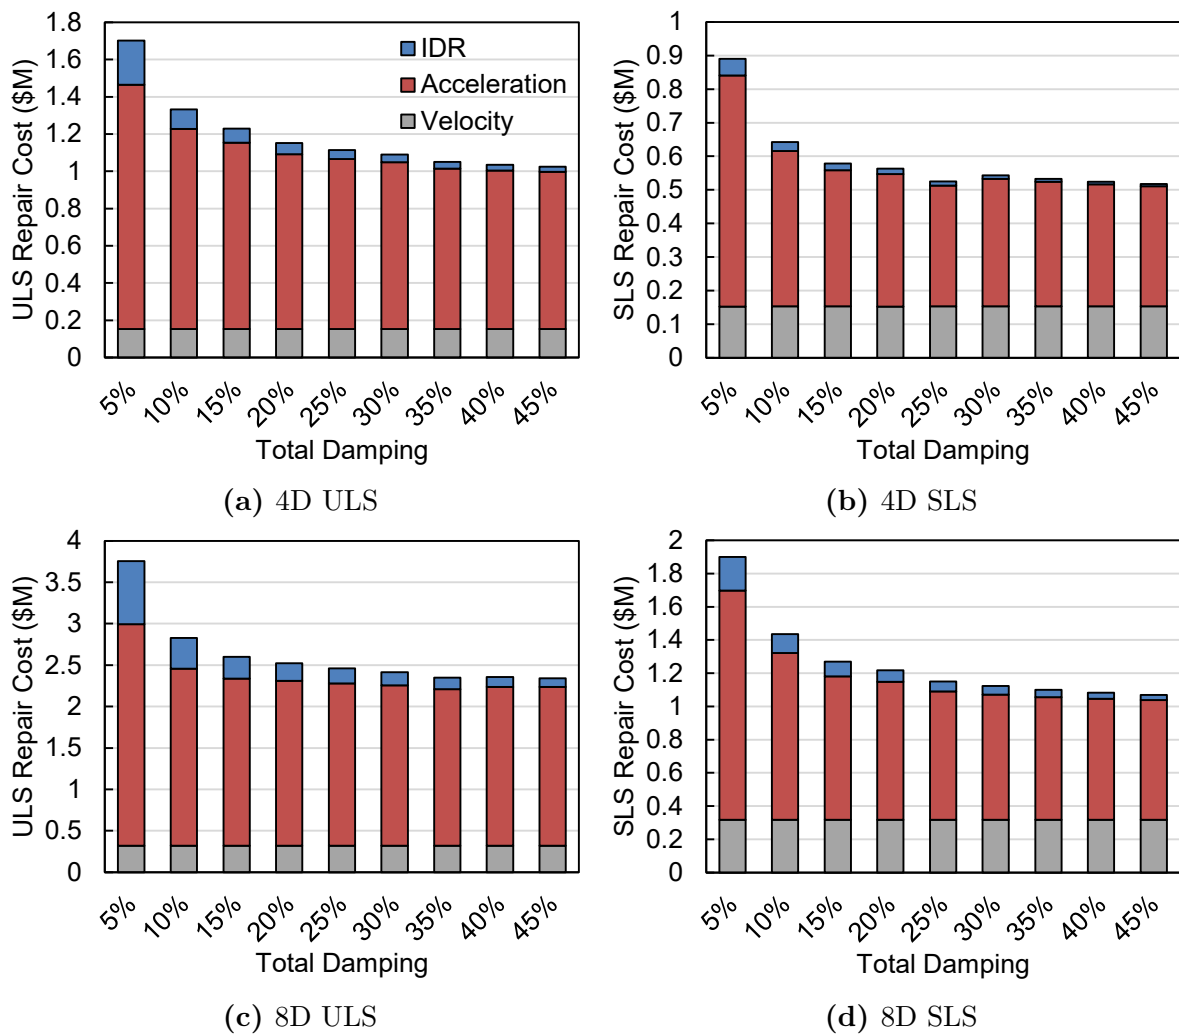 ULS Repair Cost ($M)
1.8
1.6
1.4
1.2
1
0.8
0.6
0.4
0.2
0
IDR
Acceleration
Velocity
5% 10% 15% 20% 25% 30% 35% 40% 45%
Total Damping
(a) 4D ULS
SLS Repair Cost ($M)
1
0.9
0.8
0.7
0.6
0.5
0.4
0.3
0.2
0.1
0
5% 10% 15% 20% 25% 30% 35% 40% 45%
Total Damping
(b) 4D SLS
ULS Repair Cost ($M)
4
3.5
3
2.5
2
1.5
1
0.5
0
5% 10% 15% 20% 25% 30% 35% 40% 45%
Total Damping
(c) 8D ULS
SLS Repair Cost ($M)
2
1.8
1.6
1.4
1.2
1
0.8
0.6
0.4
0.2
0
5% 10% 15% 20% 25% 30% 35% 40% 45%
Total Damping
(d) 8D SLS